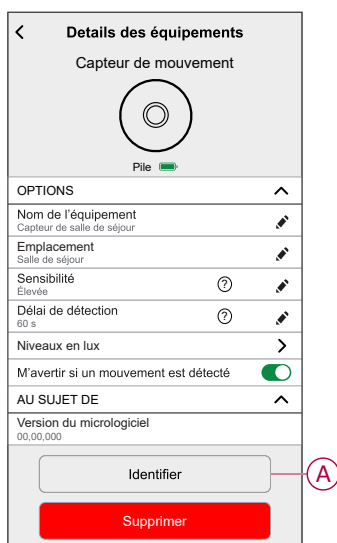 Details des équipements
Capteur de mouvement
Pile
OPTIONS
Nom de l'équipement
Capteur de salle de séjour
Emplacement
Salle de séjour
Sensibilité
Élevée
?
Délai de détection
60 s
?
Niveaux en lux
M'avertir si un mouvement est détecté
AU SUJET DE
Version du micrologiciel
00,00,000
Identifier
A
Supprimer